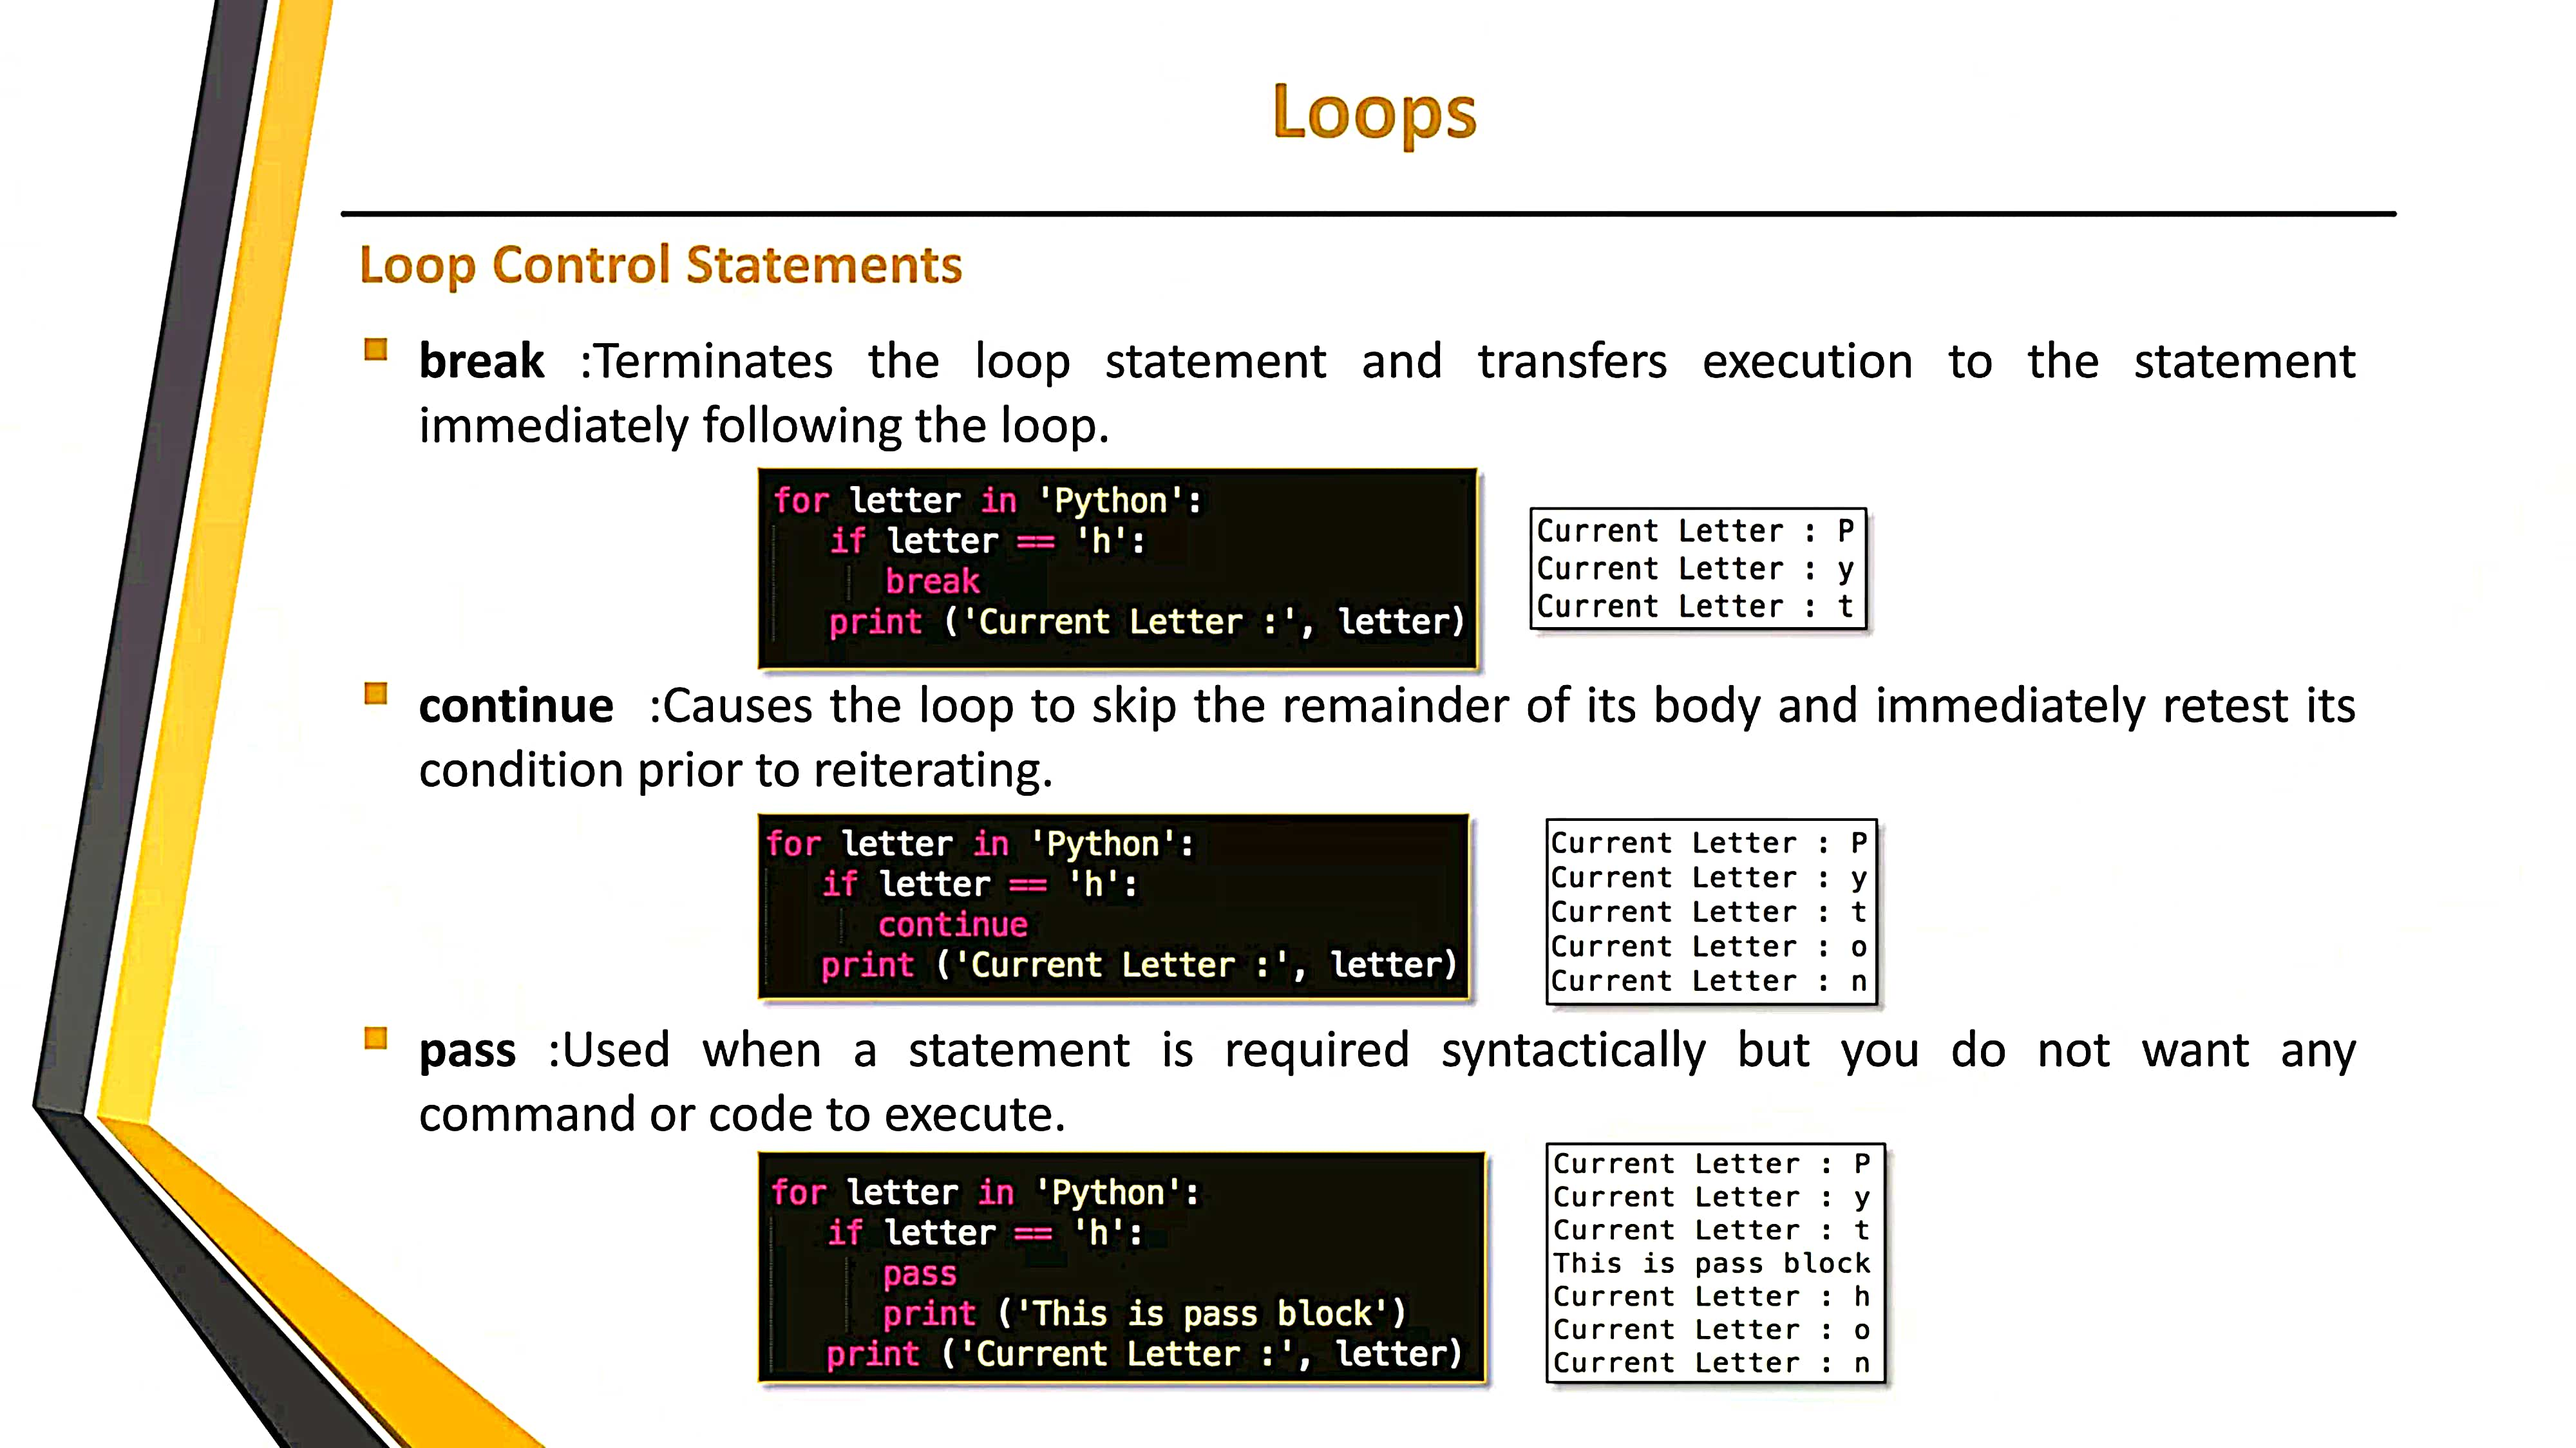 Loops
Loop Control Statements
break :Terminates the loop statement and transfers execution to the statement
immediately following the loop.
for letter in 'Python':
if letter == 'h':
break
print ('Current Letter :', letter)
Current Letter : P
Current Letter : y
Current Letter : t
continue :Causes the loop to skip the remainder of its body and immediately retest its
condition prior to reiterating.
for letter in 'Python':
if letter == 'h':
continue
print ('Current Letter :', letter)
Current Letter : P
Current Letter : y
Current Letter : t
Current Letter : o
Current Letter : n
pass :Used when a statement is required syntactically but you do not want any
command or code to execute.
for letter in 'Python':
if letter == 'h':
pass
print ('This is pass block')
print ('Current Letter :', letter)
Current Letter : P
Current Letter : y
Current Letter : t
This is pass block
Current Letter : h
Current Letter : o
Current Letter : n